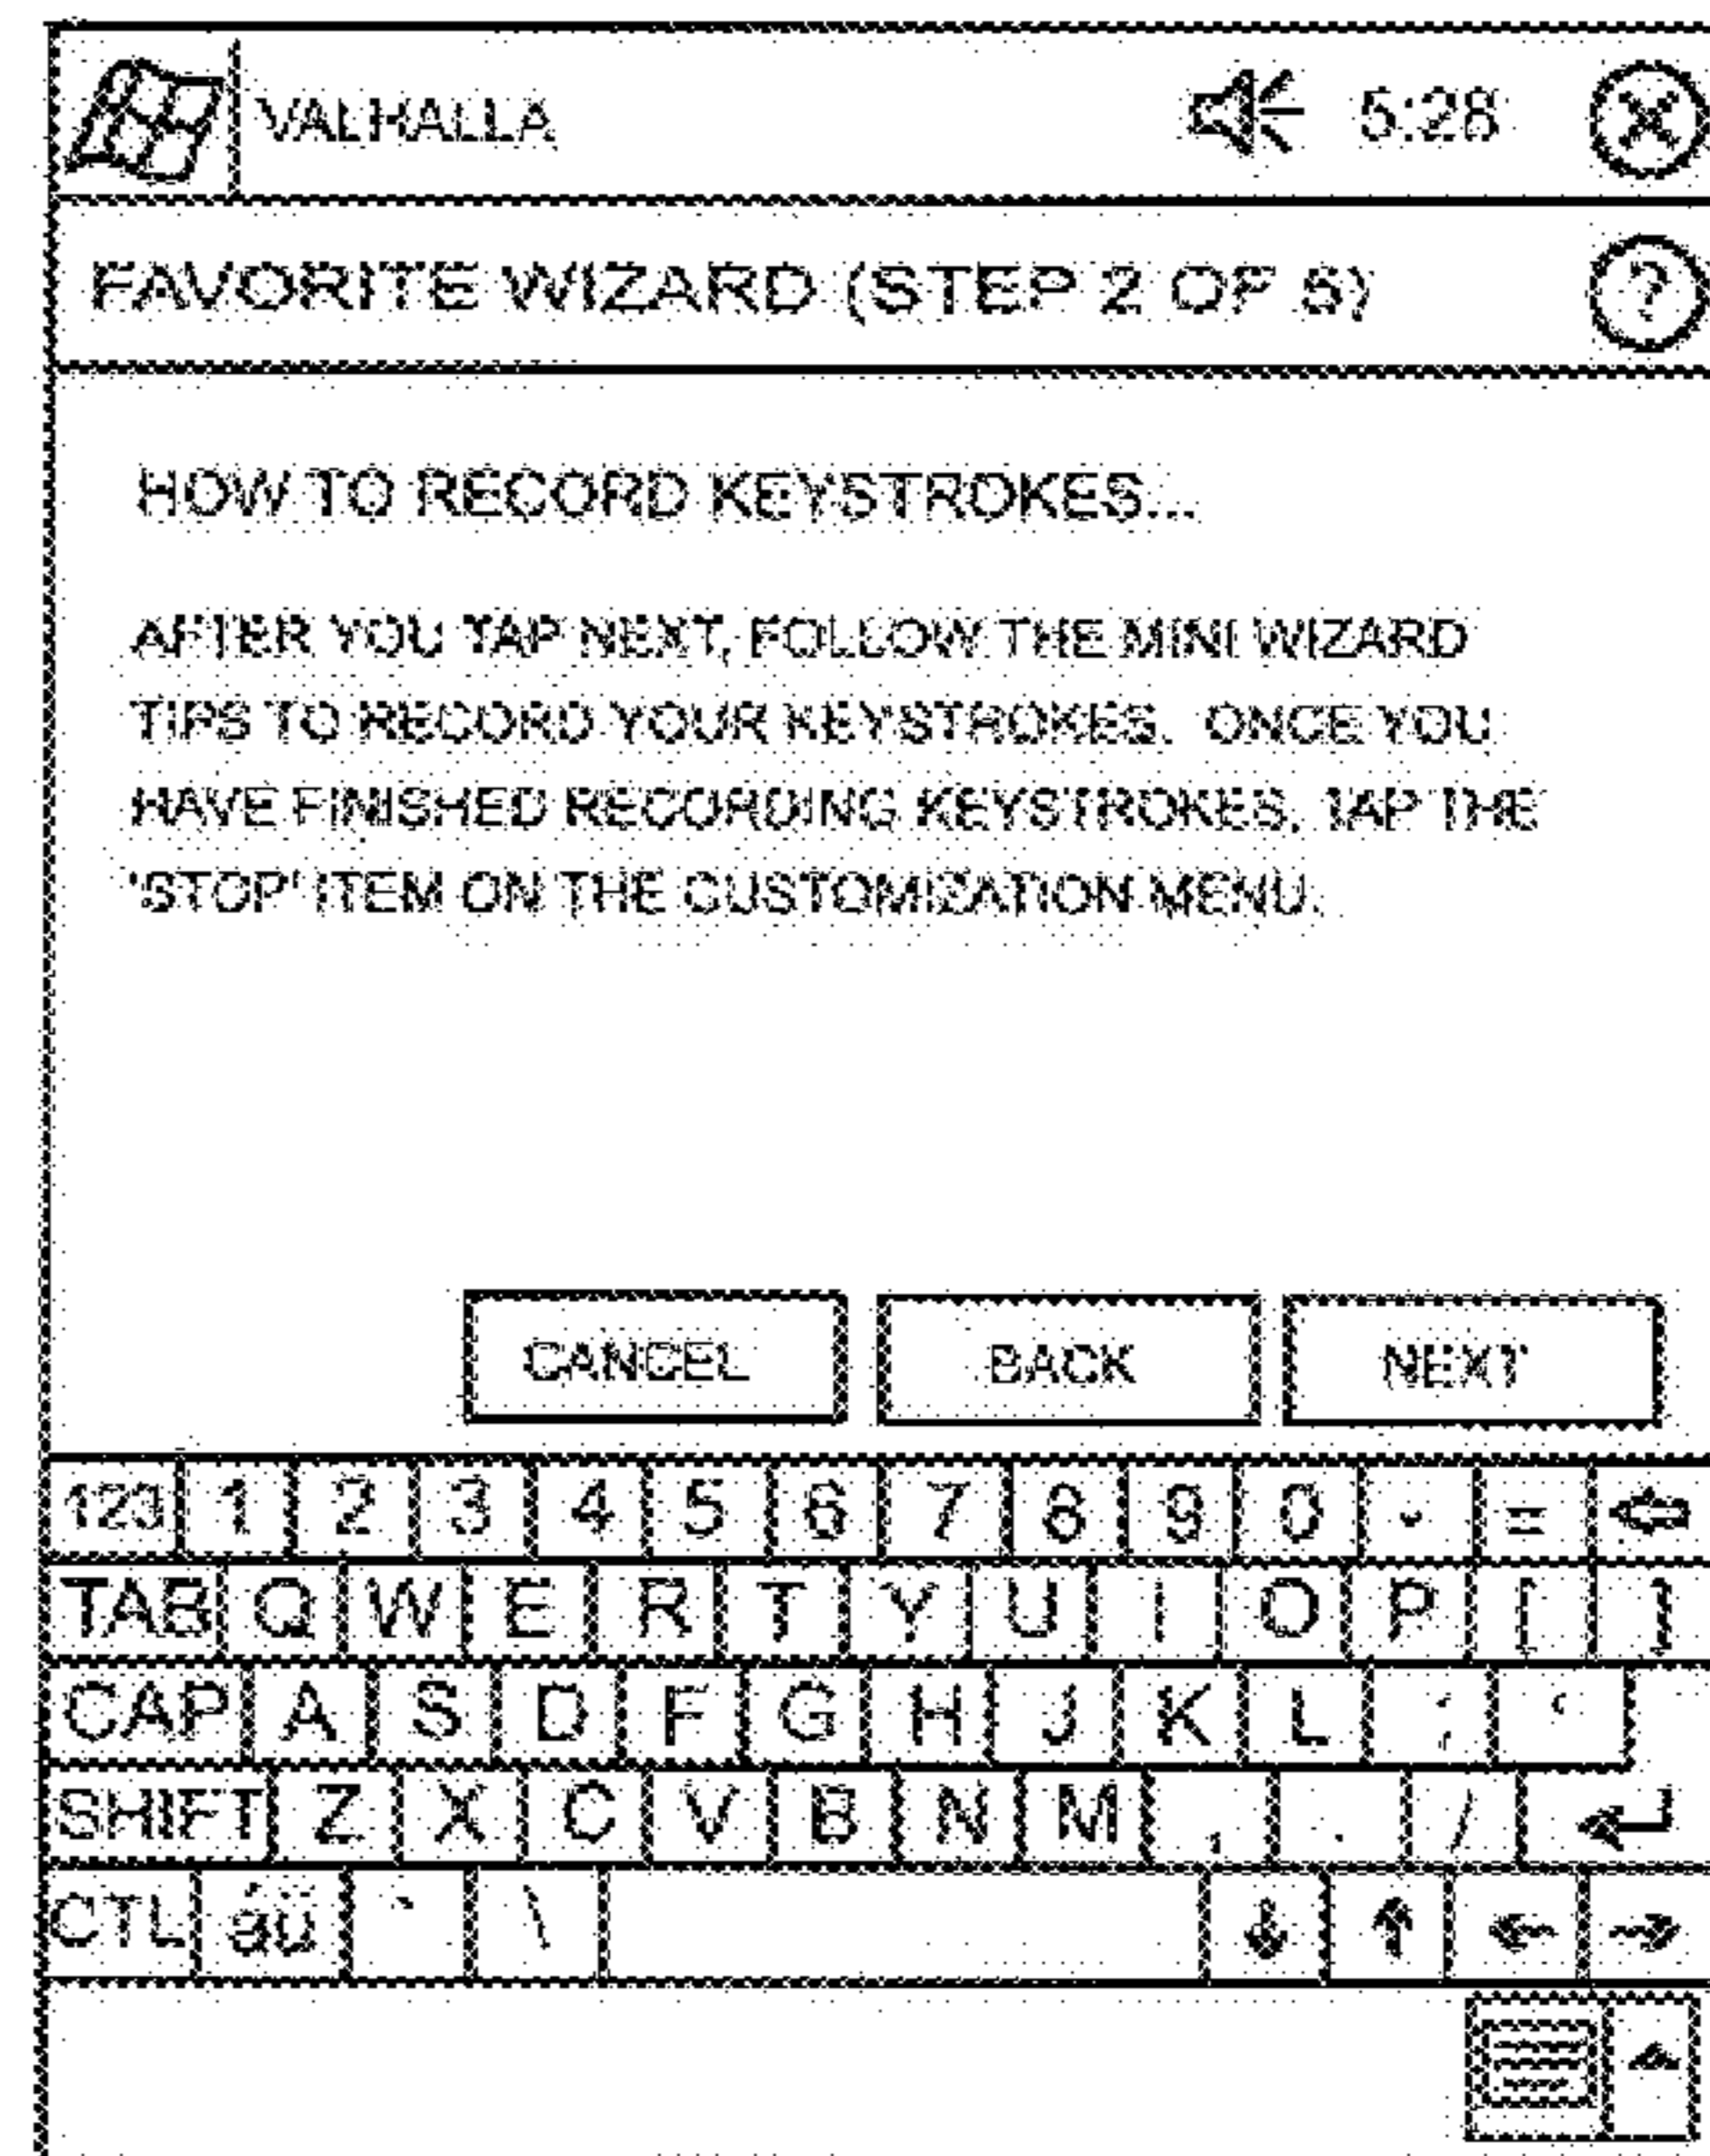 VALHALLA 5:28
FAVORITE WIZARD (STEP 2 OF 5) ?
HOW TO RECORD KEYSTROKES...
AFTER YOU TAP NEXT, FOLLOW THE MINI WIZARD
TIPS TO RECORD YOUR KEYSTROKES. ONCE YOU
HAVE FINISHED RECORDING KEYSTROKES, TAP THE
'STOP' ITEM ON THE CUSTOMIZATION MENU.
CANCEL BACK NEXT
123 1 2 3 4 5 6 7 8 9 0 - =
TAB Q W E R T Y U I O P [ ]
CAP A S D F G H J K L ; '
SHIFT Z X C V B N M , . /
CTL áü ` \